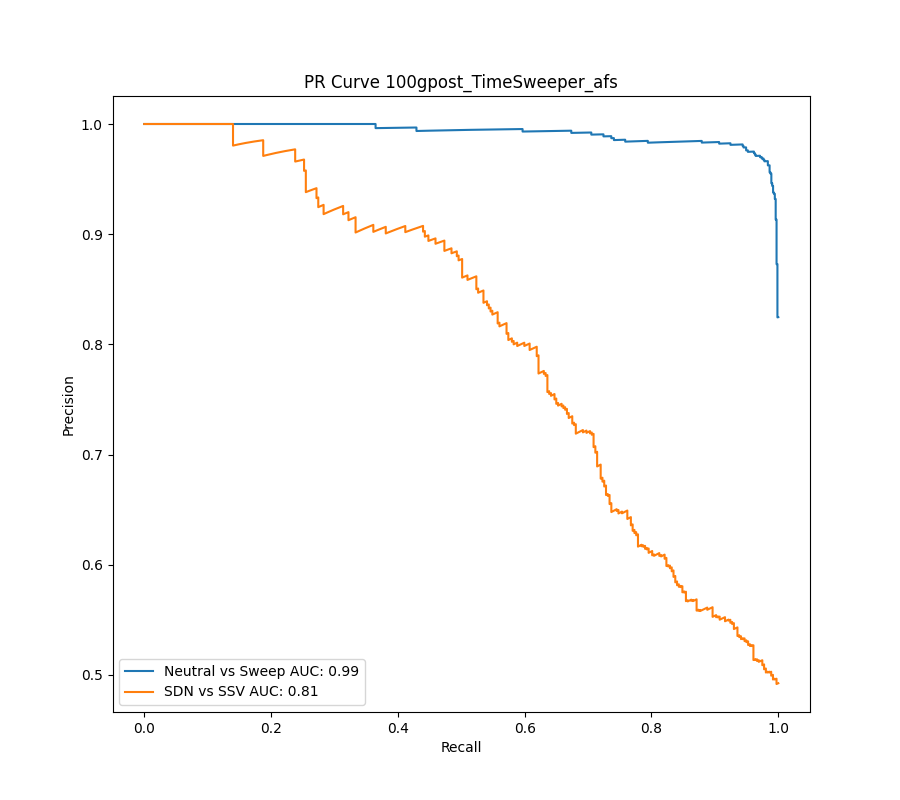 PR Curve 100gpost_TimeSweeper_afs
1.0
0.9
0.8
0.7
0.6
0.5
Precision
Neutral vs Sweep AUC: 0.99
SDN vs SSV AUC: 0.81
0.0 0.2 0.4 0.6 0.8 1.0
Recall